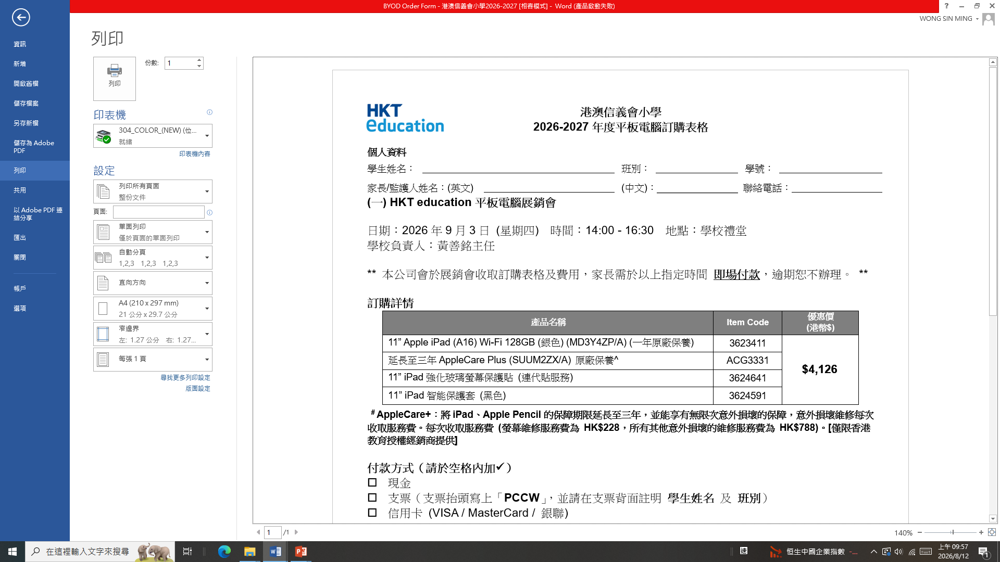 BYOD Order Form - 港澳信義會小學2026-2027 [相容模式] - Word (產品啟動失敗)
?
WONG SIN MING
資訊
新增
開啟舊檔
儲存檔案
另存新檔
儲存為 Adobe
PDF
列印
共用
以 Adobe PDF 連
結分享
匯出
關閉
帳戶
選項
列印
列印
份數: 1
印表機
304_COLOR_(NEW) (位...
就緒
印表機內容
設定
列印所有頁面
整份文件
頁面:
單面列印
僅於頁面的單面列印
自動分頁
1,2,3 1,2,3 1,2,3
直向方向
A4 (210 x 297 mm)
21 公分 x 29.7 公分
窄邊界
左: 1.27 公分 右: 1.27...
每張 1 頁
尋找更多列印設定
版面設定
HKT
education
港澳信義會小學
2026-2027 年度平板電腦訂購表格
個人資料
學生姓名： 班別： 學號：
家長/監護人姓名：(英文) (中文)： 聯絡電話：
(一) HKT education 平板電腦展銷會
日期：2026 年 9 月 3 日 (星期四) 時間：14:00 - 16:30 地點：學校禮堂
學校負責人：黃善銘主任
** 本公司會於展銷會收取訂購表格及費用，家長需於以上指定時間 即場付款，逾期恕不辦理。 **
訂購詳情
產品名稱 Item Code 優惠價
(港幣$)
11” Apple iPad (A16) Wi-Fi 128GB (銀色) (MD3Y4ZP/A) (一年原廠保養) 3623411
延長至三年 AppleCare Plus (SUUM2ZX/A) 原廠保養^ ACG3331
$4,126
11” iPad 強化玻璃螢幕保護貼 (連代貼服務) 3624641
11” iPad 智能保護套 (黑色) 3624591
#AppleCare+：將 iPad、Apple Pencil 的保障期限延長至三年，並能享有無限次意外損壞的保障，意外損壞維修每次
收取服務費。每次收取服務費 (螢幕維修服務費為 HK$228，所有其他意外損壞的維修服務費為 HK$788)。[僅限香港
教育授權經銷商提供]
付款方式（請於空格內加✓）
☐ 現金
☐ 支票（支票抬頭寫上「PCCW」，並請在支票背面註明 學生姓名 及 班別）
☐ 信用卡 (VISA / MasterCard / 銀聯)
1 /1
140%
在這裡輸入文字來搜尋
恒生中國企業指數 -...
上午 09:57
2026/8/12
1